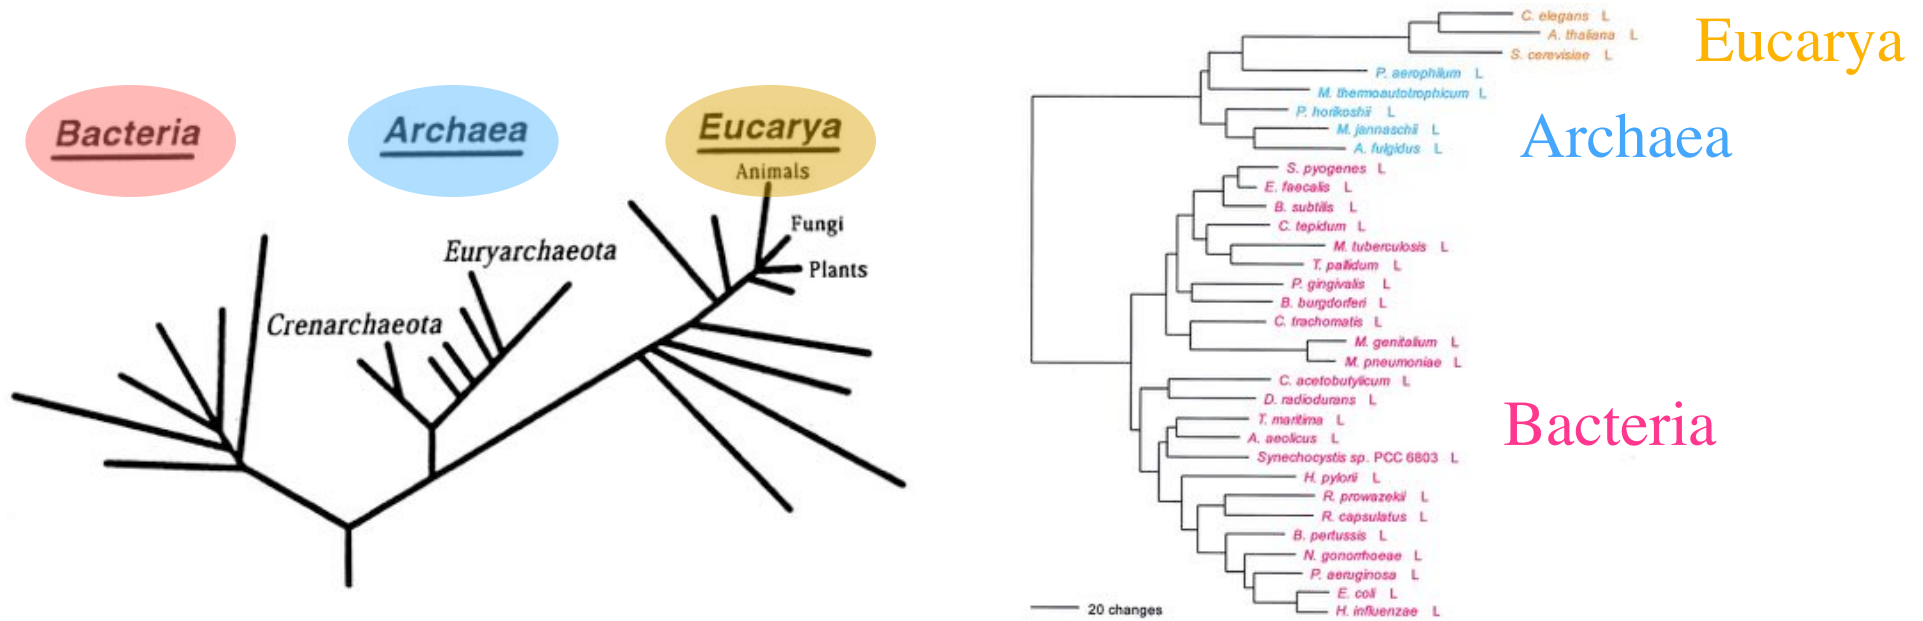 Bacteria
Archaea
Eucarya
Animals
Fungi
Plants
Euryarchaeota
Crenarchaeota
C. elegans L
A. thaliana L
S. cerevisiae L
P. aerophilum L
M. thermoautotrophicum L
P. horikoshii L
M. jannaschii L
A. fulgidus L
S. pyogenes L
E. faecalis L
B. subtilis L
C. tepidum L
M. tuberculosis L
T. pallidum L
P. gingivalis L
B. burgdorferi L
C. trachomatis L
M. genitalium L
M. pneumoniae L
C. acetobutylicum L
D. radiodurans L
T. maritima L
A. aeolicus L
Synechocystis sp. PCC 6803 L
H. pylorii L
R. prowazekii L
R. capsulatus L
B. pertussis L
N. gonorrhoeae L
P. aeruginosa L
E. coli L
H. influenzae L
20 changes
Eucarya
Archaea
Bacteria